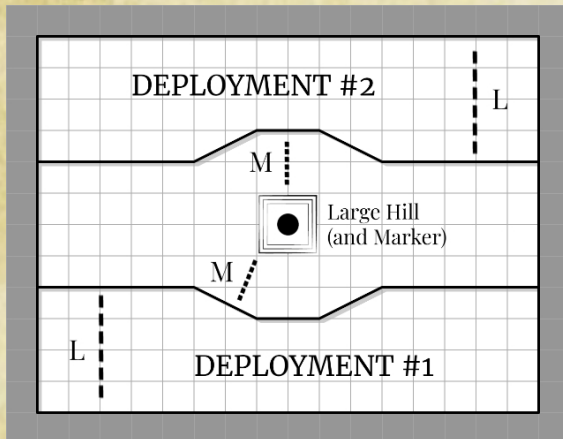 DEPLOYMENT #2
L
M
Large Hill
(and Marker)
M
L
DEPLOYMENT #1